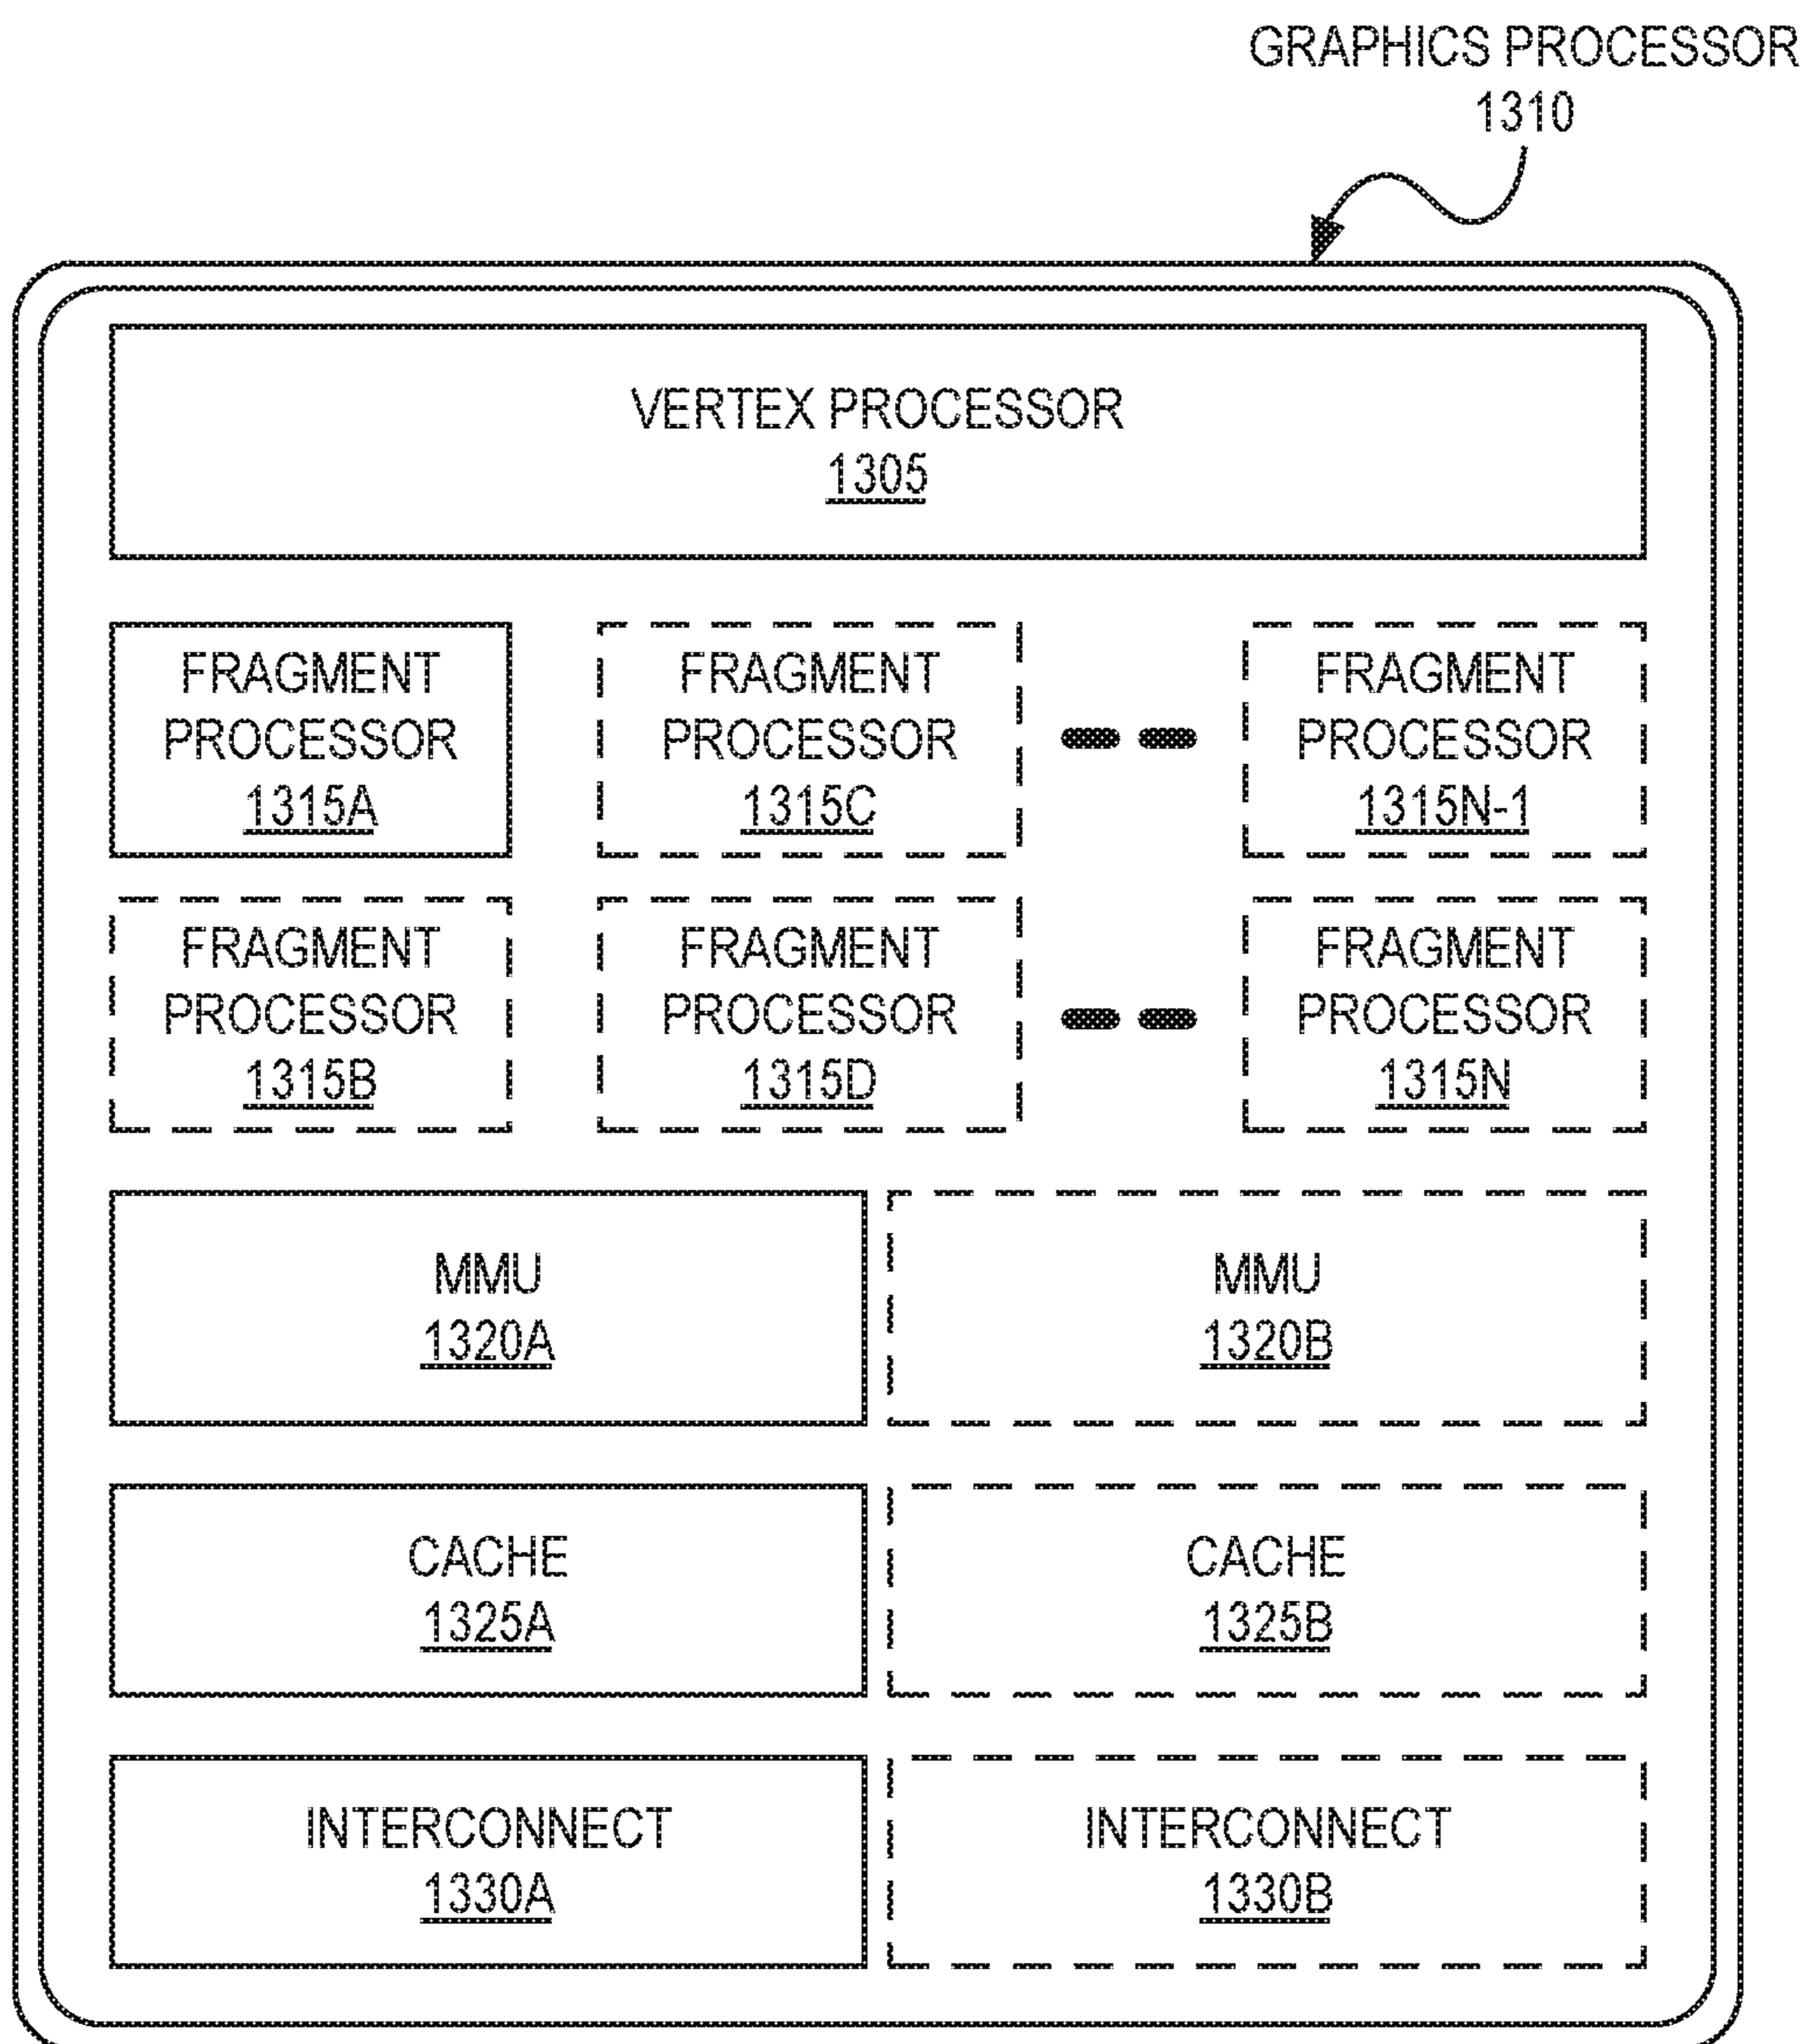 GRAPHICS PROCESSOR
1310
VERTEX PROCESSOR
1305
FRAGMENT
PROCESSOR
1315A
FRAGMENT
PROCESSOR
1315C
FRAGMENT
PROCESSOR
1315N-1
FRAGMENT
PROCESSOR
1315B
FRAGMENT
PROCESSOR
1315D
FRAGMENT
PROCESSOR
1315N
MMU
1320A
MMU
1320B
CACHE
1325A
CACHE
1325B
INTERCONNECT
1330A
INTERCONNECT
1330B